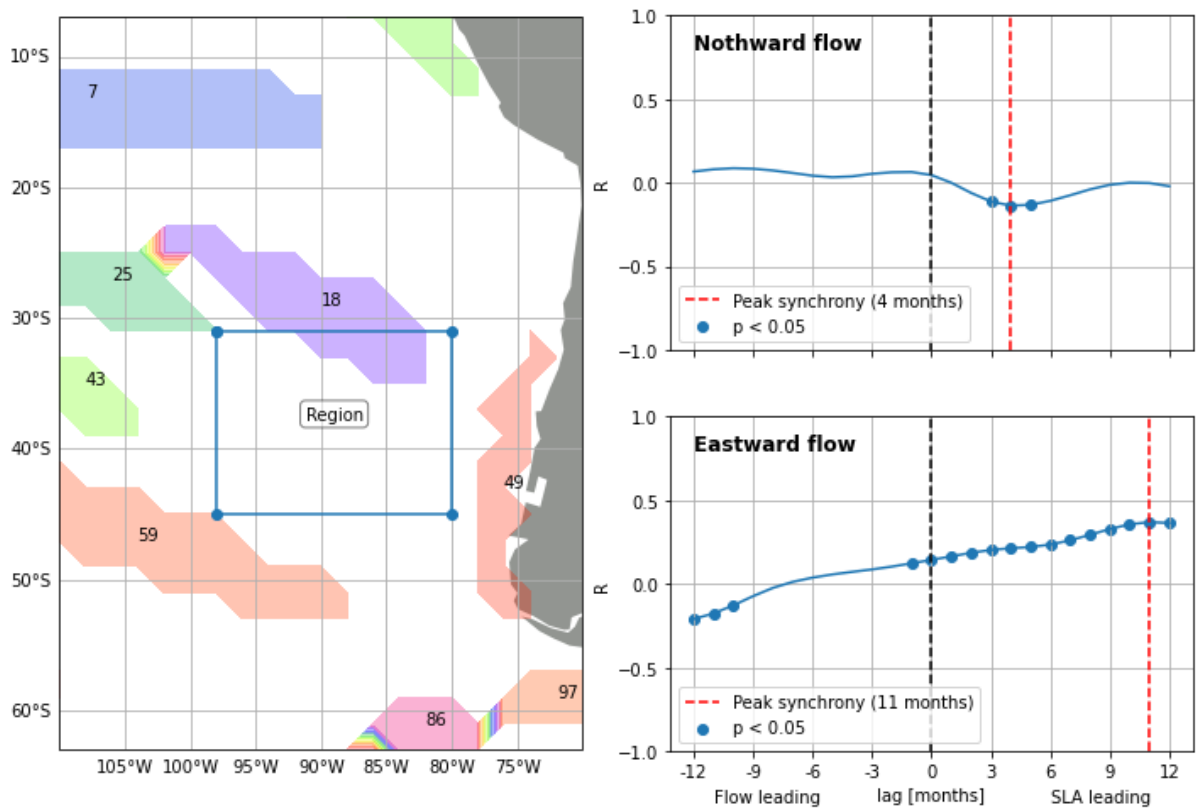 10°S
20°S
30°S
40°S
50°S
60°S
105°W 100°W 95°W 90°W 85°W 80°W 75°W
7
25
18
43
Region
49
59
86
97
Nothward flow
1.0
0.5
0.0
−0.5
−1.0
R
Peak synchrony (4 months)
p < 0.05
Eastward flow
1.0
0.5
0.0
−0.5
−1.0
R
Peak synchrony (11 months)
p < 0.05
-12 -9 -6 -3 0 3 6 9 12
Flow leading lag [months] SLA leading